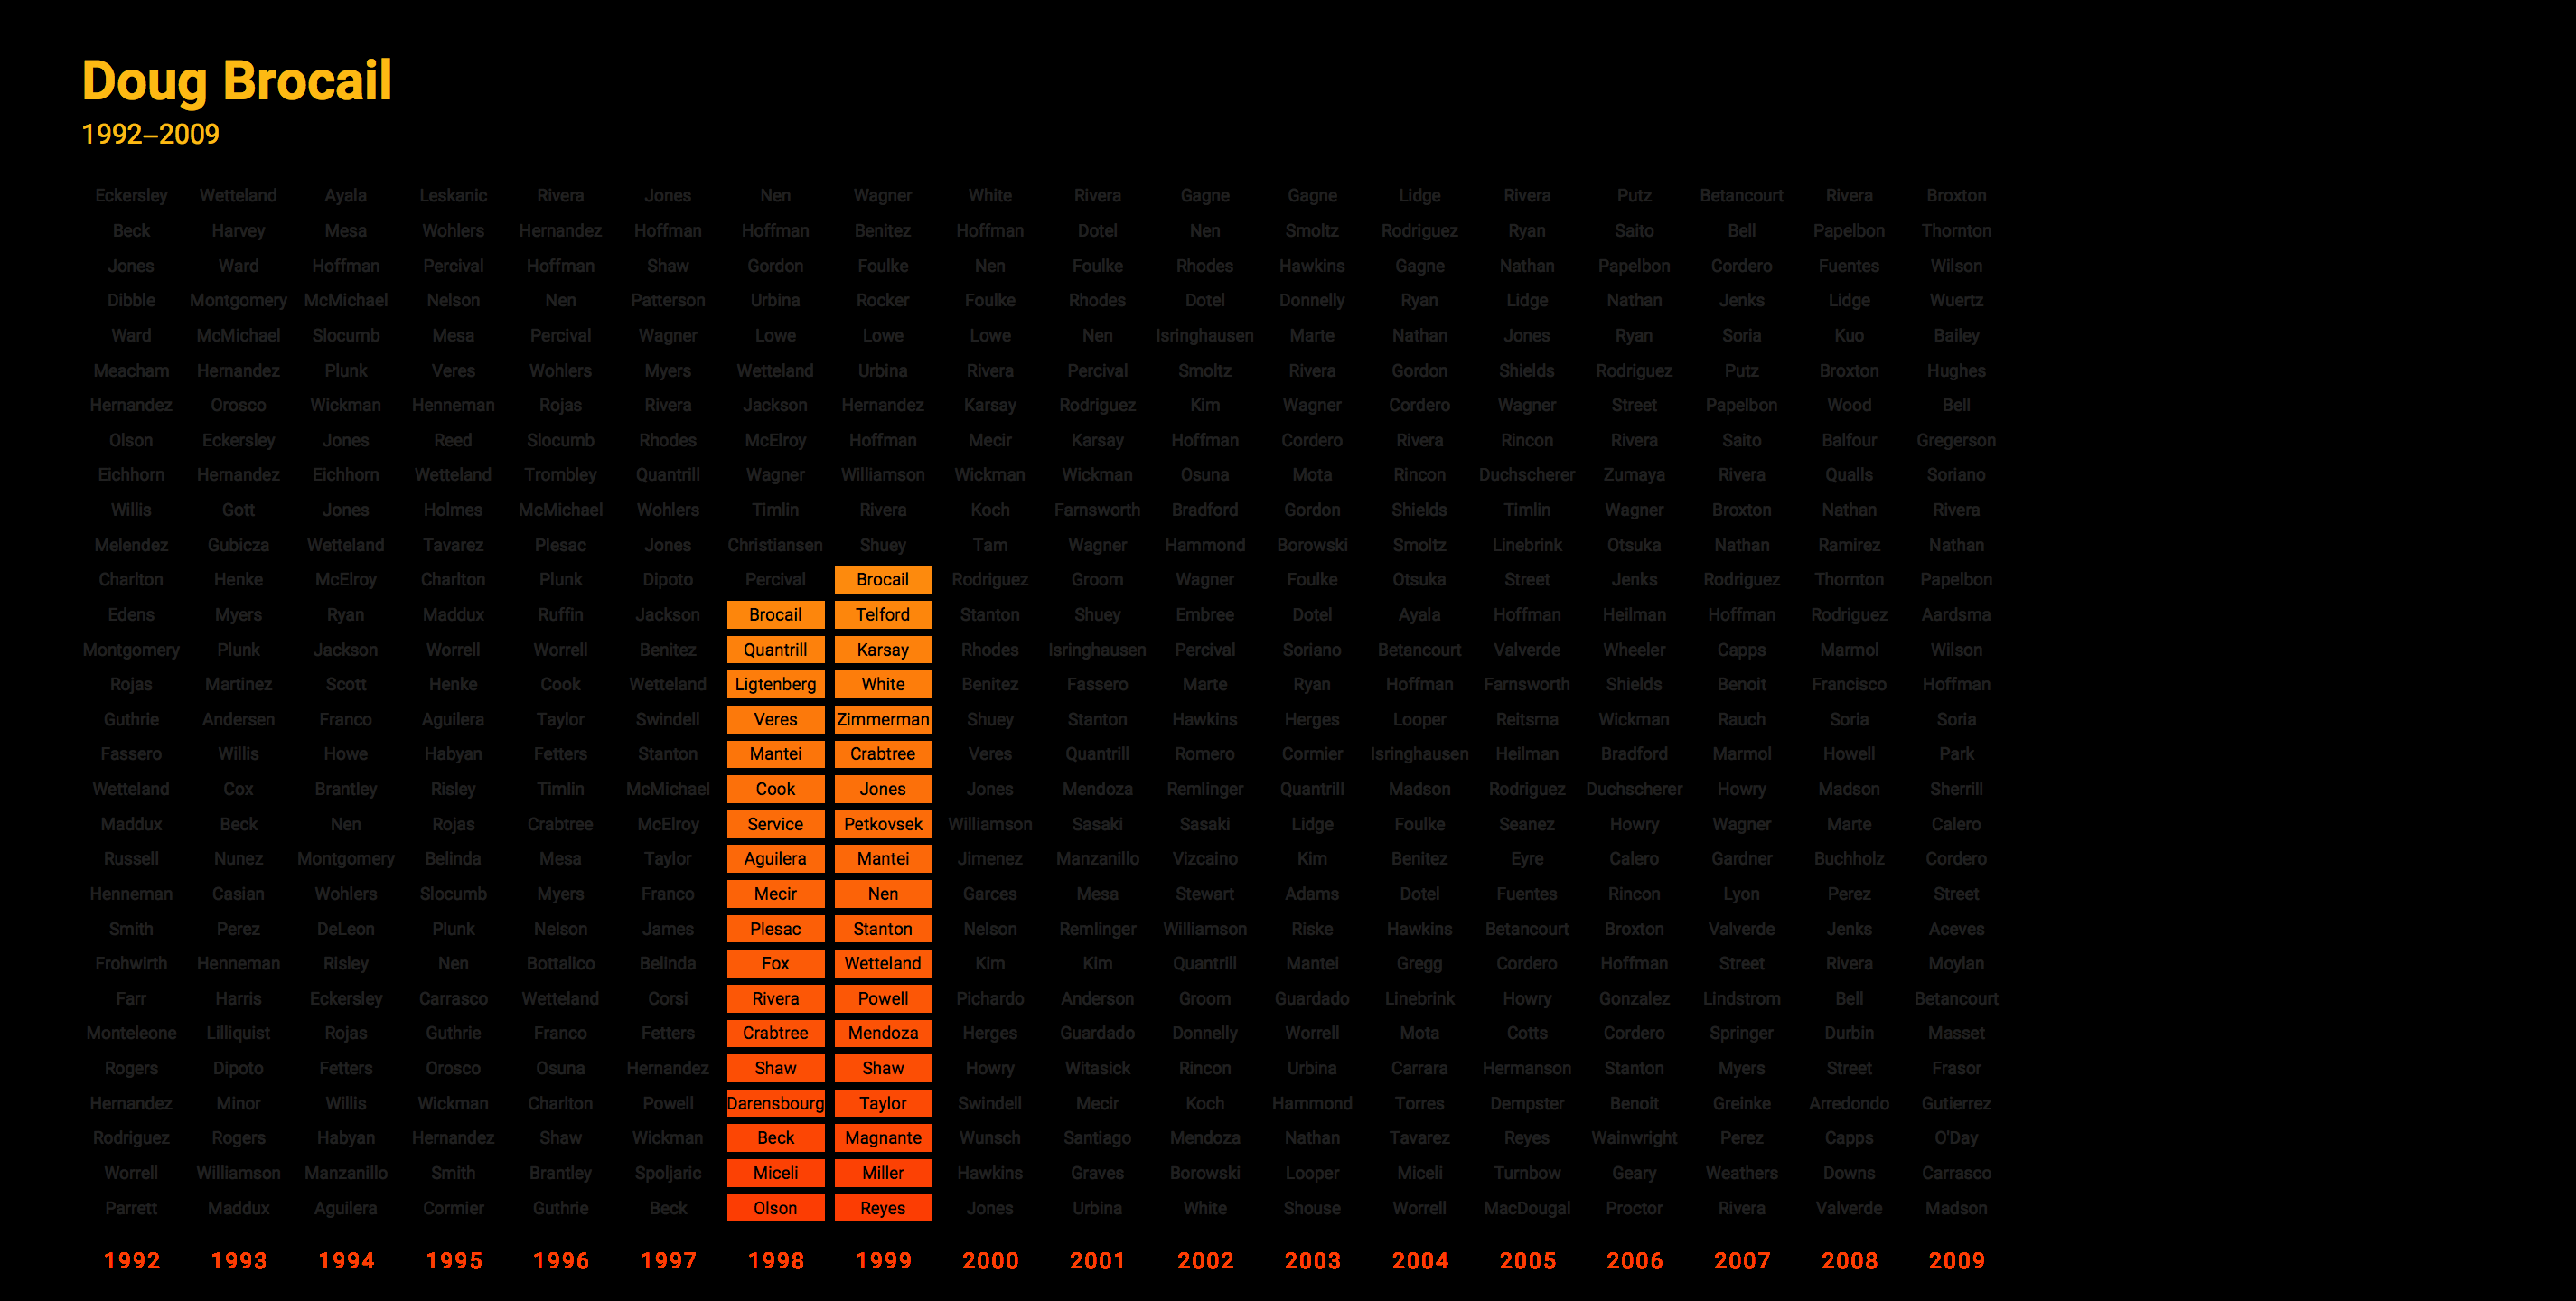 Doug Brocail
1992–2009
Eckersley Wetteland Ayala Leskanic Rivera Jones Nen Wagner White Rivera Gagne Gagne Lidge Rivera Putz Betancourt Rivera Broxton
Beck Harvey Mesa Wohlers Hernandez Hoffman Hoffman Benitez Hoffman Dotel Nen Smoltz Rodriguez Ryan Saito Bell Papelbon Thornton
Jones Ward Hoffman Percival Hoffman Shaw Gordon Foulke Nen Foulke Rhodes Hawkins Gagne Nathan Papelbon Cordero Fuentes Wilson
Dibble Montgomery McMichael Nelson Nen Patterson Urbina Rocker Foulke Rhodes Dotel Donnelly Ryan Lidge Nathan Jenks Lidge Wuertz
Ward McMichael Slocumb Mesa Percival Wagner Lowe Lowe Lowe Nen Isringhausen Marte Nathan Jones Ryan Soria Kuo Bailey
Meacham Hernandez Plunk Veres Wohlers Myers Wetteland Urbina Rivera Percival Smoltz Rivera Gordon Shields Rodriguez Putz Broxton Hughes
Hernandez Orosco Wickman Henneman Rojas Rivera Jackson Hernandez Karsay Rodriguez Kim Wagner Cordero Wagner Street Papelbon Wood Bell
Olson Eckersley Jones Reed Slocumb Rhodes McElroy Hoffman Mecir Karsay Hoffman Cordero Rivera Rincon Rivera Saito Balfour Gregerson
Eichhorn Hernandez Eichhorn Wetteland Trombley Quantrill Wagner Williamson Wickman Wickman Osuna Mota Rincon Duchscherer Zumaya Rivera Qualls Soriano
Willis Gott Jones Holmes McMichael Wohlers Timlin Rivera Koch Farnsworth Bradford Gordon Shields Timlin Wagner Broxton Nathan Rivera
Melendez Gubicza Wetteland Tavarez Plesac Jones Christiansen Shuey Tam Wagner Hammond Borowski Smoltz Linebrink Otsuka Nathan Ramirez Nathan
Charlton Henke McElroy Charlton Plunk Dipoto Percival Brocail Rodriguez Groom Wagner Foulke Otsuka Street Jenks Rodriguez Thornton Papelbon
Edens Myers Ryan Maddux Ruffin Jackson Brocail Telford Stanton Shuey Embree Dotel Ayala Hoffman Heilman Hoffman Rodriguez Aardsma
Montgomery Plunk Jackson Worrell Worrell Benitez Quantrill Karsay Rhodes Isringhausen Percival Soriano Betancourt Valverde Wheeler Capps Marmol Wilson
Rojas Martinez Scott Henke Cook Wetteland Ligtenberg White Benitez Fassero Marte Ryan Hoffman Farnsworth Shields Benoit Francisco Hoffman
Guthrie Andersen Franco Aguilera Taylor Swindell Veres Zimmerman Shuey Stanton Hawkins Herges Looper Reitsma Wickman Rauch Soria Soria
Fassero Willis Howe Habyan Fetters Stanton Mantei Crabtree Veres Quantrill Romero Cormier Isringhausen Heilman Bradford Marmol Howell Park
Wetteland Cox Brantley Risley Timlin McMichael Cook Jones Jones Mendoza Remlinger Quantrill Madson Rodriguez Duchscherer Howry Madson Sherrill
Maddux Beck Nen Rojas Crabtree McElroy Service Petkovsek Williamson Sasaki Sasaki Lidge Foulke Seanez Howry Wagner Marte Calero
Russell Nunez Montgomery Belinda Mesa Taylor Aguilera Mantei Jimenez Manzanillo Vizcaino Kim Benitez Eyre Calero Gardner Buchholz Cordero
Henneman Casian Wohlers Slocumb Myers Franco Mecir Nen Garces Mesa Stewart Adams Dotel Fuentes Rincon Lyon Perez Street
Smith Perez DeLeon Plunk Nelson James Plesac Stanton Nelson Remlinger Williamson Riske Hawkins Betancourt Broxton Valverde Jenks Aceves
Frohwirth Henneman Risley Nen Bottalico Belinda Fox Wetteland Kim Kim Quantrill Mantei Gregg Cordero Hoffman Street Rivera Moylan
Farr Harris Eckersley Carrasco Wetteland Corsi Rivera Powell Pichardo Anderson Groom Guardado Linebrink Howry Gonzalez Lindstrom Bell Betancourt
Monteleone Lilliquist Rojas Guthrie Franco Fetters Crabtree Mendoza Herges Guardado Donnelly Worrell Mota Cotts Cordero Springer Durbin Masset
Rogers Dipoto Fetters Orosco Osuna Hernandez Shaw Shaw Howry Witasick Rincon Urbina Carrara Hermanson Stanton Myers Street Frasor
Hernandez Minor Willis Wickman Charlton Powell Darensbourg Taylor Swindell Mecir Koch Hammond Torres Dempster Benoit Greinke Arredondo Gutierrez
Rodriguez Rogers Habyan Hernandez Shaw Wickman Beck Magnante Wunsch Santiago Mendoza Nathan Tavarez Reyes Wainwright Perez Capps O'Day
Worrell Williamson Manzanillo Smith Brantley Spoljaric Miceli Miller Hawkins Graves Borowski Looper Miceli Turnbow Geary Weathers Downs Carrasco
Parrett Maddux Aguilera Cormier Guthrie Beck Olson Reyes Jones Urbina White Shouse Worrell MacDougal Proctor Rivera Valverde Madson
1992 1993 1994 1995 1996 1997 1998 1999 2000 2001 2002 2003 2004 2005 2006 2007 2008 2009